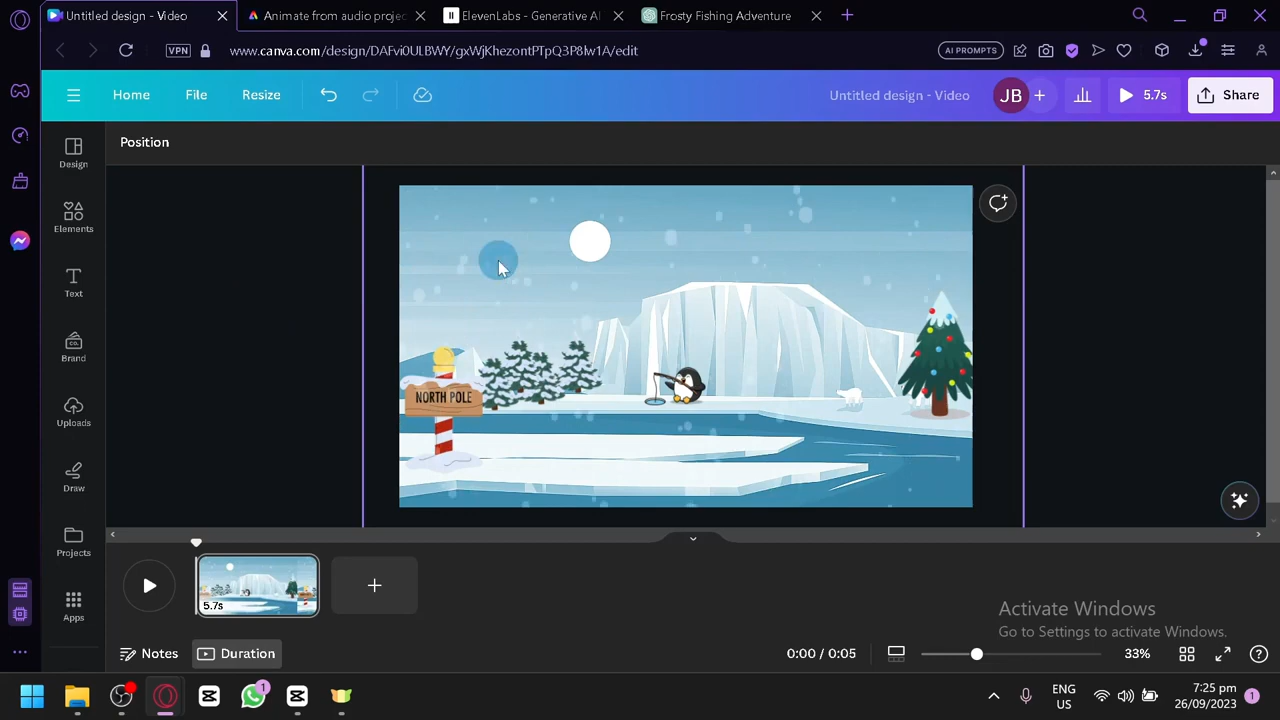 Untitled design - Video
Animate from audio projec
ElevenLabs - Generative AI
Frosty Fishing Adventure
VPN
www.canva.com/design/DAFvi0ULBWY/gxWjKhezontPTpQ3P8lw1A/edit
AI PROMPTS
Home
File
Resize
Untitled design - Video
JB
5.7s
Share
Design
Position
Elements
Text
Brand
Uploads
NORTH POLE
Draw
Projects
Apps
5.7s
Activate Windows
Go to Settings to activate Windows.
Notes
Duration
0:00 / 0:05
33%
1
ENG
US
7:25 pm
26/09/2023
1